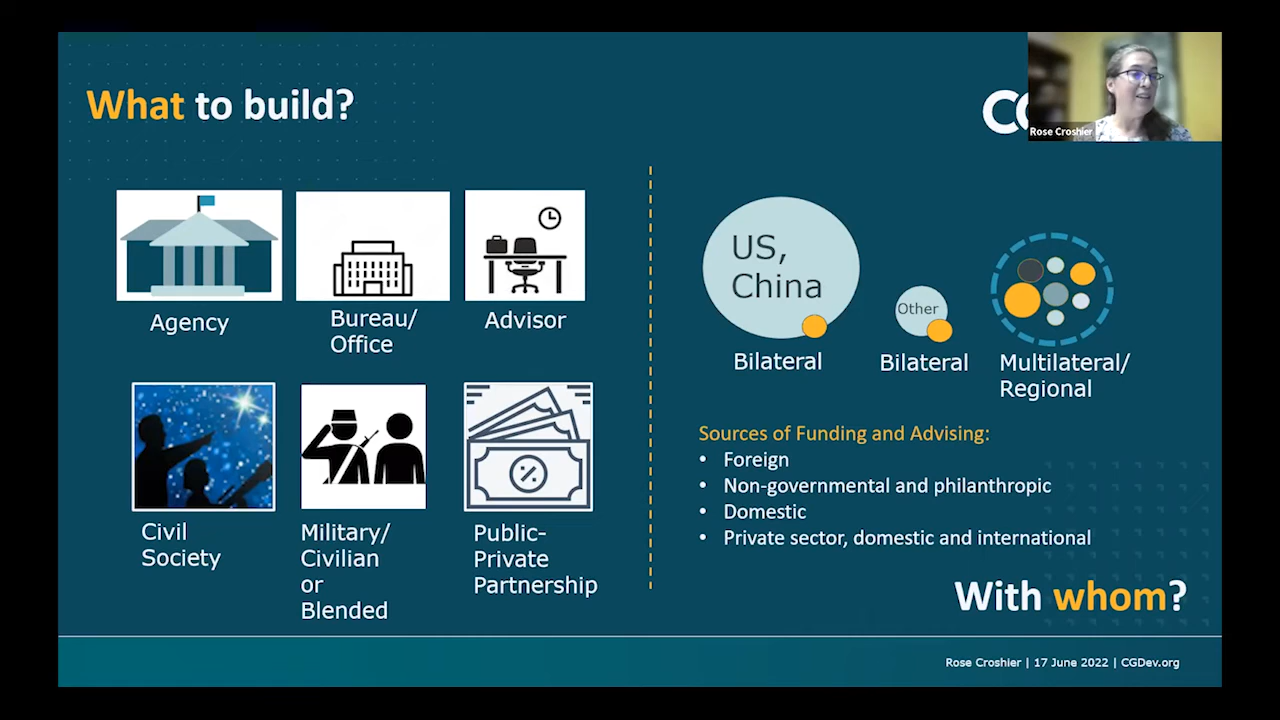 What to build?
Rose Croshier
Agency
Bureau/
Office
Advisor
Civil
Society
Military/
Civilian
or
Blended
Public-
Private
Partnership
US,
China
Bilateral
Other
Bilateral
Multilateral/
Regional
Sources of Funding and Advising:
• Foreign
• Non-governmental and philanthropic
• Domestic
• Private sector, domestic and international
With whom?
Rose Croshier | 17 June 2022 | CGDev.org